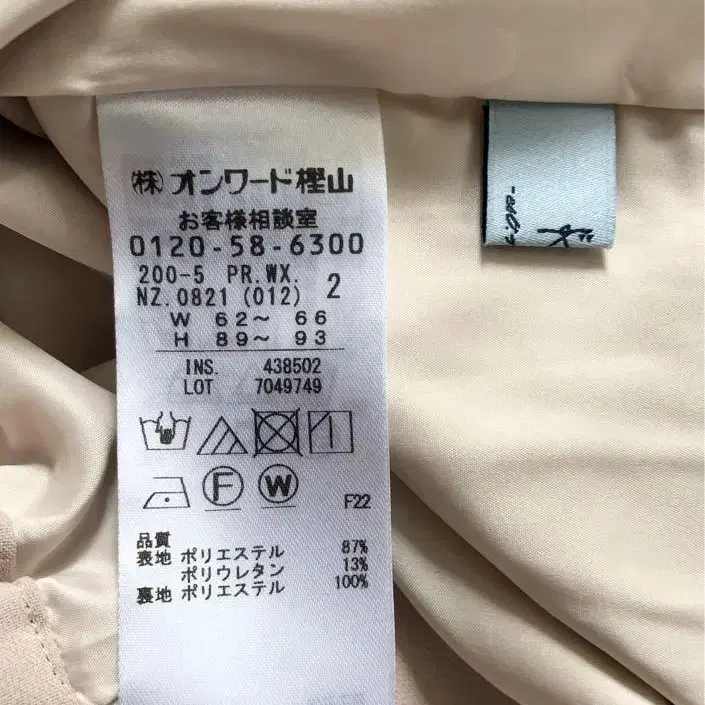 (株)オンワード樫山
お客様相談室
0120-58-6300
200-5 PR.WX.
NZ.0821 (012) 2
W 62～ 66
H 89～ 93
INS. 438502
LOT 7049749
F
W
F22
品質
表地 ポリエステル 87%
ポリウレタン 13%
裏地 ポリエステル 100%